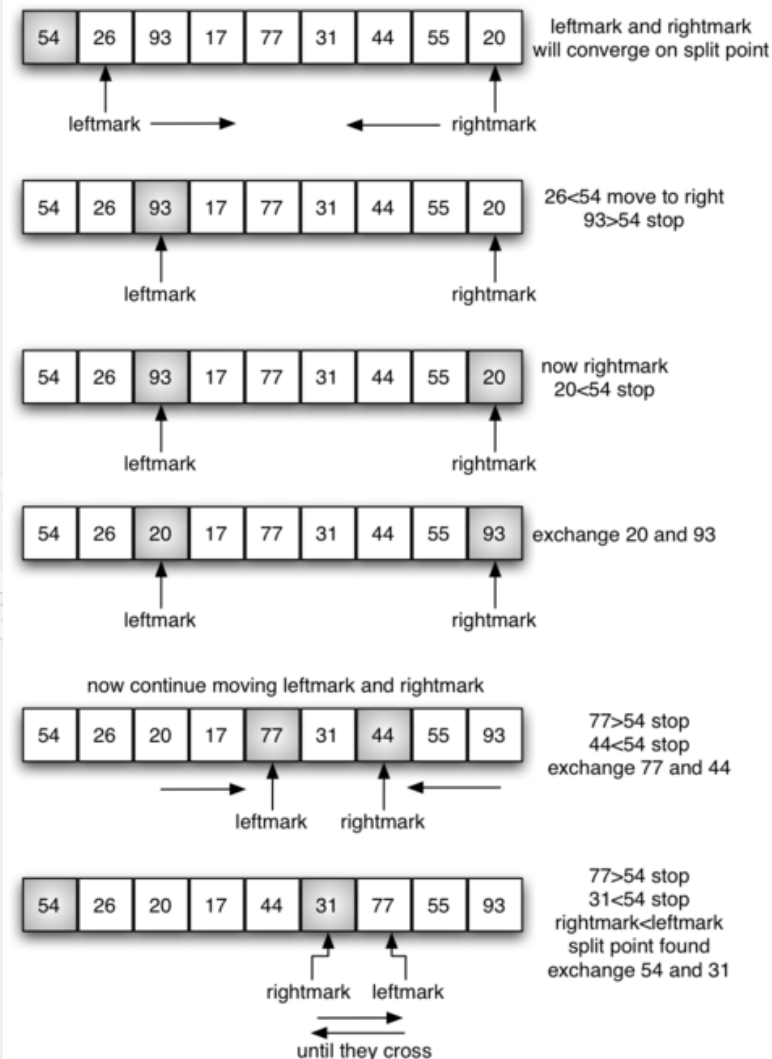 54 26 93 17 77 31 44 55 20
leftmark and rightmark
will converge on split point
leftmark rightmark
54 26 93 17 77 31 44 55 20
26<54 move to right
93>54 stop
leftmark rightmark
54 26 93 17 77 31 44 55 20
now rightmark
20<54 stop
leftmark rightmark
54 26 20 17 77 31 44 55 93
exchange 20 and 93
leftmark rightmark
now continue moving leftmark and rightmark
54 26 20 17 77 31 44 55 93
77>54 stop
44<54 stop
exchange 77 and 44
leftmark rightmark
54 26 20 17 44 31 77 55 93
77>54 stop
31<54 stop
rightmark<leftmark
split point found
exchange 54 and 31
rightmark leftmark
until they cross